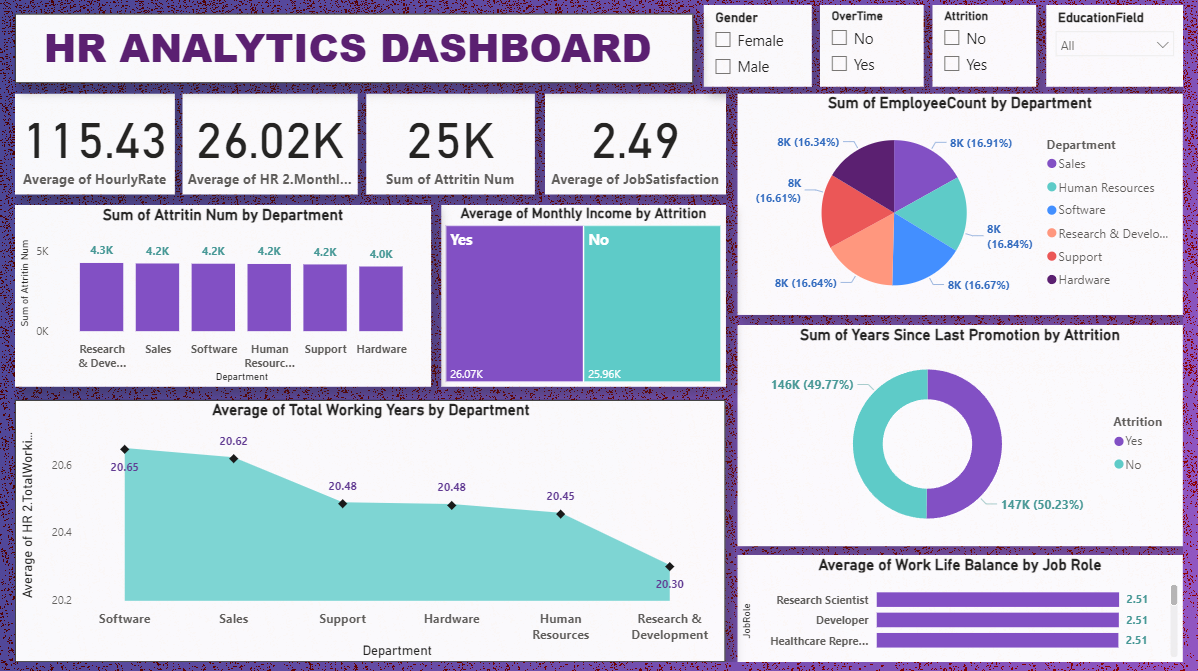 HR ANALYTICS DASHBOARD
Gender
Female
Male
OverTime
No
Yes
Attrition
No
Yes
EducationField
All
115.43
Average of HourlyRate
26.02K
Average of HR 2.Monthl...
25K
Sum of Attritin Num
2.49
Average of JobSatisfaction
Sum of EmployeeCount by Department
8K (16.34%)
8K (16.91%)
8K
(16.61%)
8K
(16.84%)
8K (16.64%)
8K (16.67%)
Department
Sales
Human Resources
Software
Research & Develo...
Support
Hardware
Sum of Attritin Num by Department
Sum of Attritin Num
5K
0K
4.3K
4.2K
4.2K
4.2K
4.2K
4.0K
Research
& Deve...
Sales
Software
Human
Resourc...
Support
Hardware
Department
Average of Monthly Income by Attrition
Yes
No
26.07K
25.96K
Sum of Years Since Last Promotion by Attrition
146K (49.77%)
147K (50.23%)
Attrition
Yes
No
Average of Total Working Years by Department
Average of HR 2.TotalWorki...
20.6
20.4
20.2
20.65
20.62
20.48
20.48
20.45
20.30
Software
Sales
Support
Hardware
Human
Resources
Research &
Development
Department
Average of Work Life Balance by Job Role
JobRole
Research Scientist
2.51
Developer
2.51
Healthcare Repre...
2.51